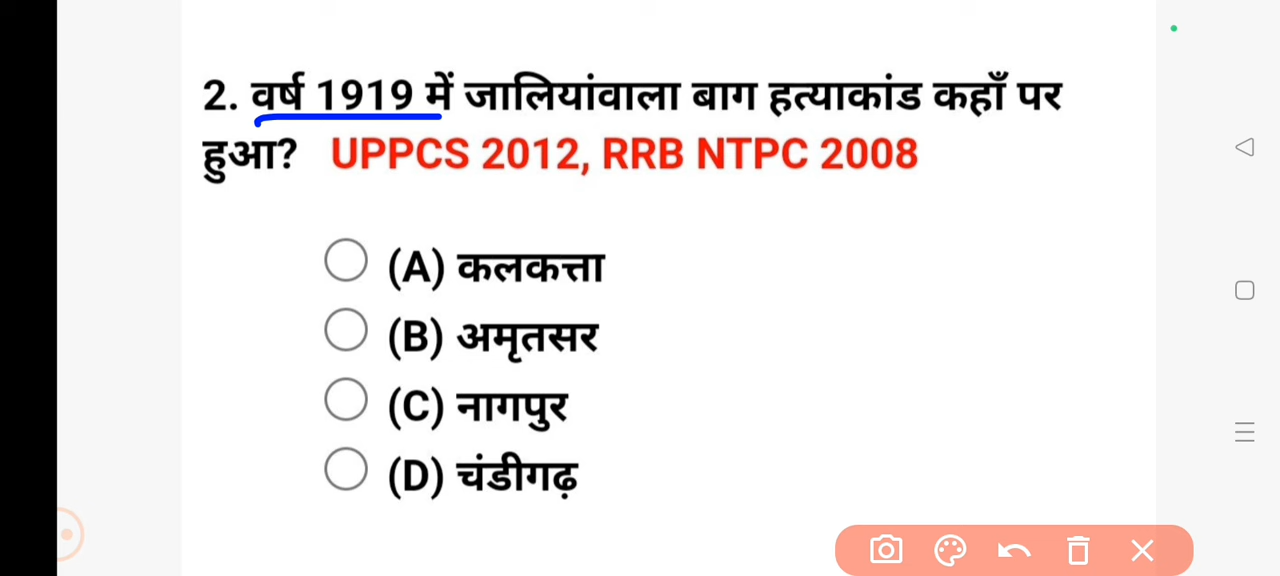 2. वर्ष 1919 में जालियांवाला बाग हत्याकांड कहाँ पर
हुआ? UPPCS 2012, RRB NTPC 2008
(A) कलकत्ता
(B) अमृतसर
(C) नागपुर
(D) चंडीगढ़